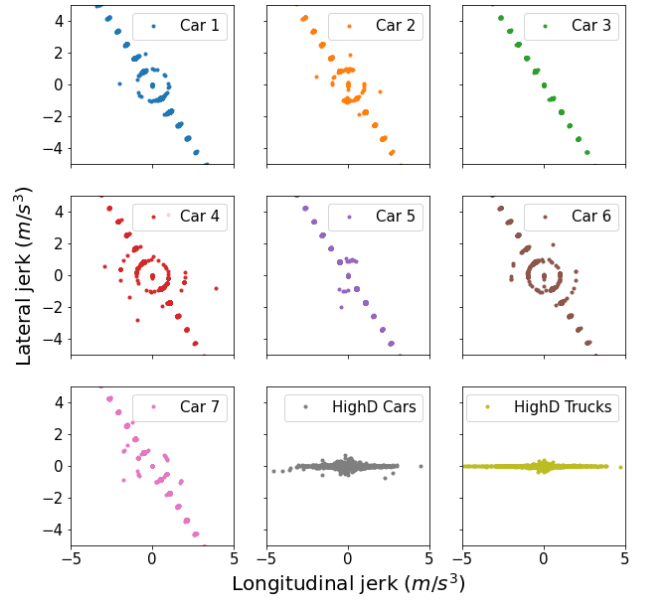 Car 1
Car 2
Car 3
4
2
0
−2
−4
Car 4
Car 5
Car 6
4
2
0
−2
−4
Lateral jerk (m/s³)
Car 7
HighD Cars
HighD Trucks
4
2
0
−2
−4
−5 0 5
−5 0 5
−5 0 5
Longitudinal jerk (m/s³)